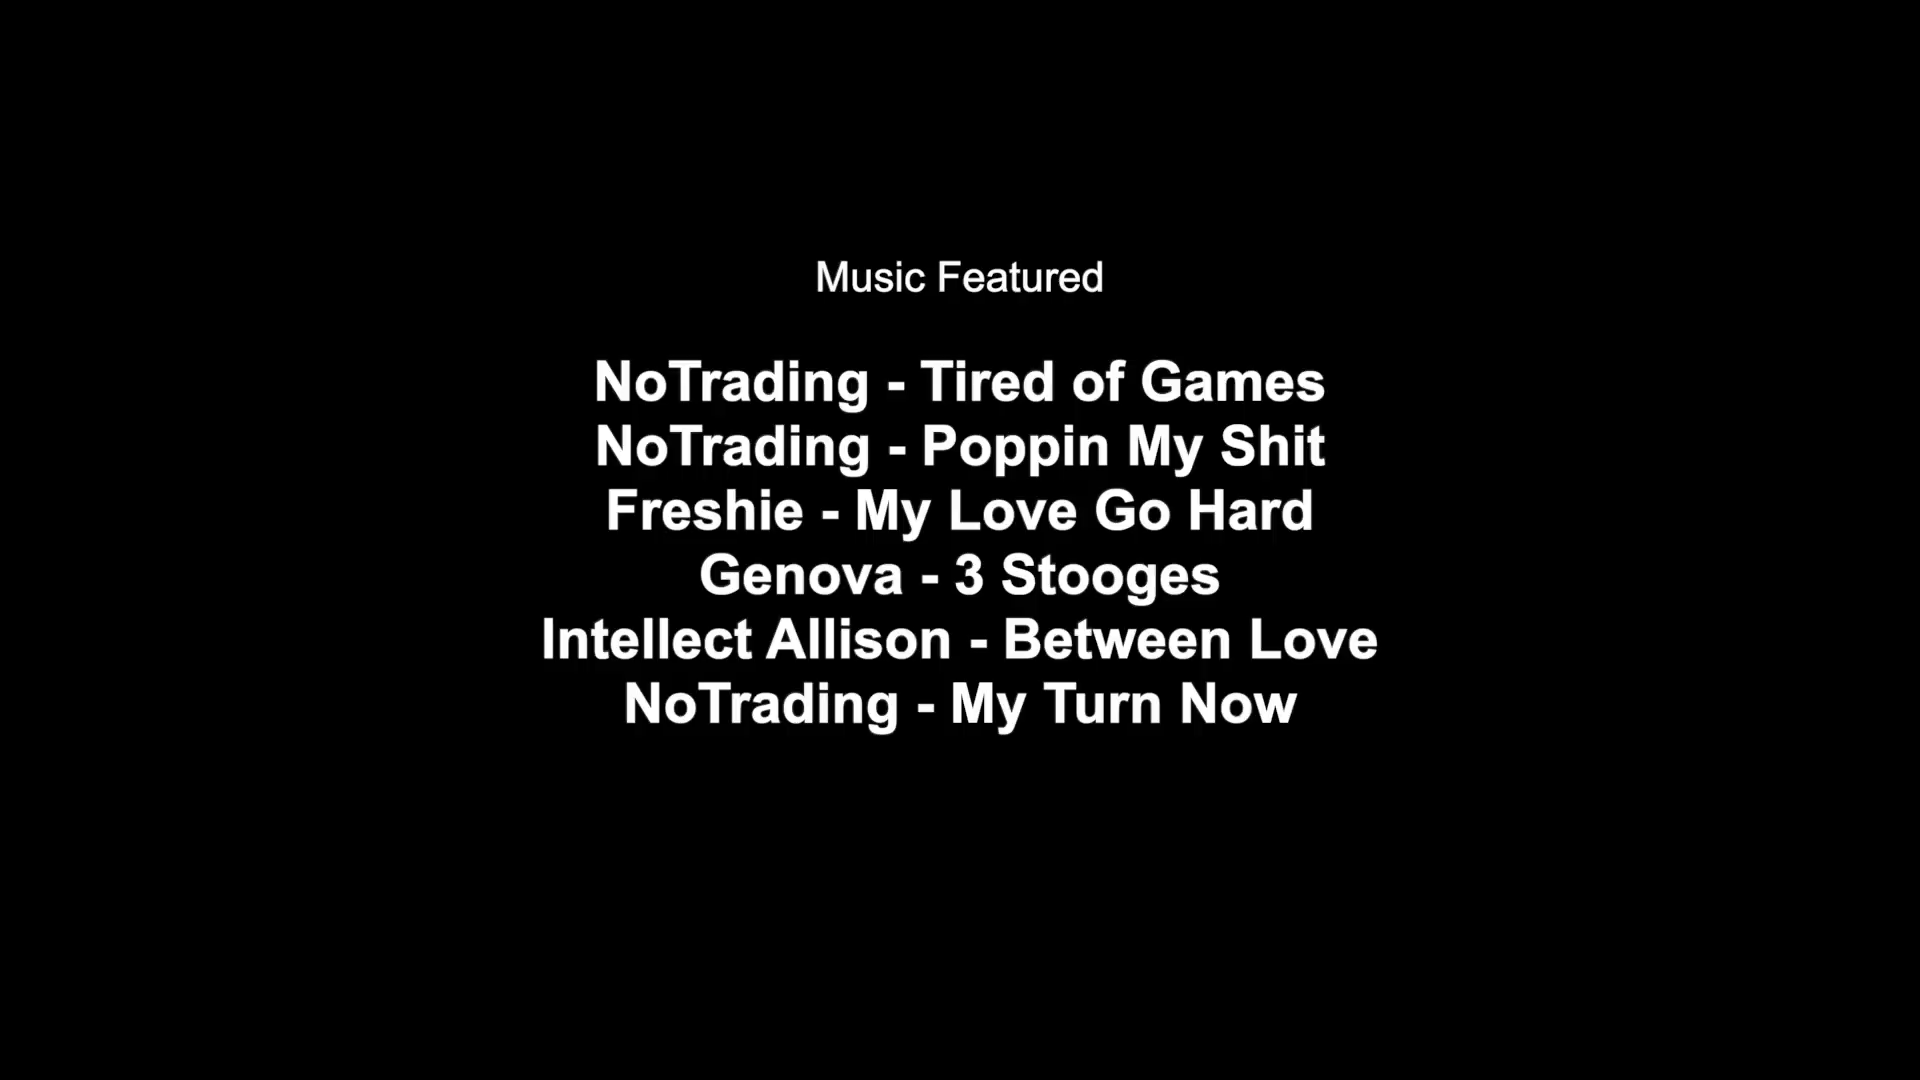 Music Featured
NoTrading - Tired of Games
NoTrading - Poppin My Shit
Freshie - My Love Go Hard
Genova - 3 Stooges
Intellect Allison - Between Love
NoTrading - My Turn Now